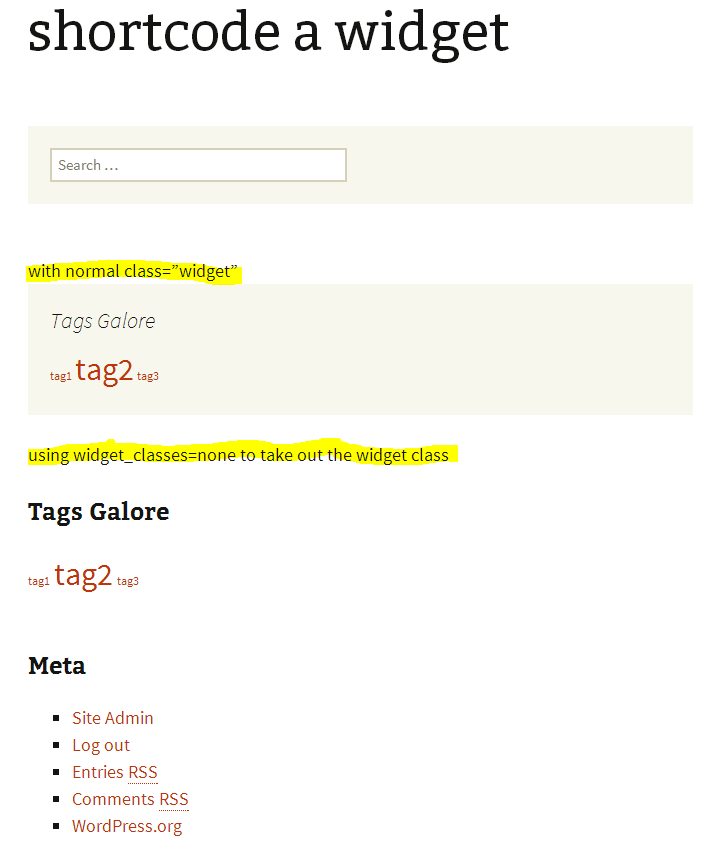 shortcode a widget
Search …
with normal class=”widget”
Tags Galore
tag1 tag2 tag3
using widget_classes=none to take out the widget class
Tags Galore
tag1 tag2 tag3
Meta
Site Admin
Log out
Entries RSS
Comments RSS
WordPress.org